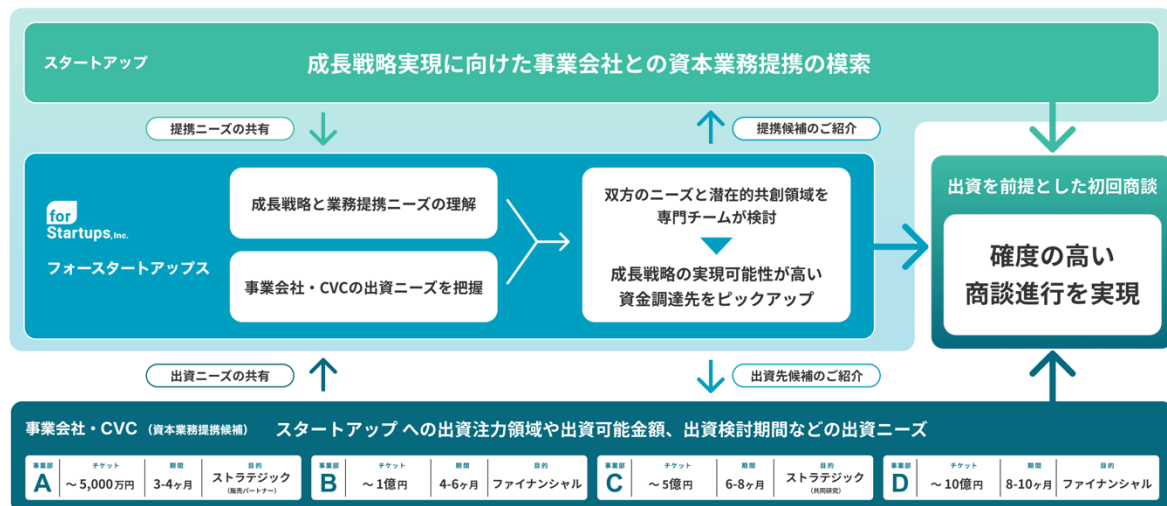 スタートアップ
成長戦略実現に向けた事業会社との資本業務提携の模索
提携ニーズの共有
提携候補のご紹介
for
Startups, Inc.
フォースタートアップス
成長戦略と業務提携ニーズの理解
事業会社・CVCの出資ニーズを把握
双方のニーズと潜在的共創領域を
専門チームが検討
成長戦略の実現可能性が高い
資金調達先をピックアップ
出資を前提とした初回商談
確度の高い
商談進行を実現
出資ニーズの共有
出資先候補のご紹介
事業会社・CVC（資本業務提携候補） スタートアップ への出資注力領域や出資可能金額、出資検討期間などの出資ニーズ
事業部 チケット 期間 目的
A ～5,000万円 3-4ヶ月 ストラテジック
（販売パートナー）
事業部 チケット 期間 目的
B ～1億円 4-6ヶ月 ファイナンシャル
事業部 チケット 期間 目的
C ～5億円 6-8ヶ月 ストラテジック
（共同研究）
事業部 チケット 期間 目的
D ～10億円 8-10ヶ月 ファイナンシャル